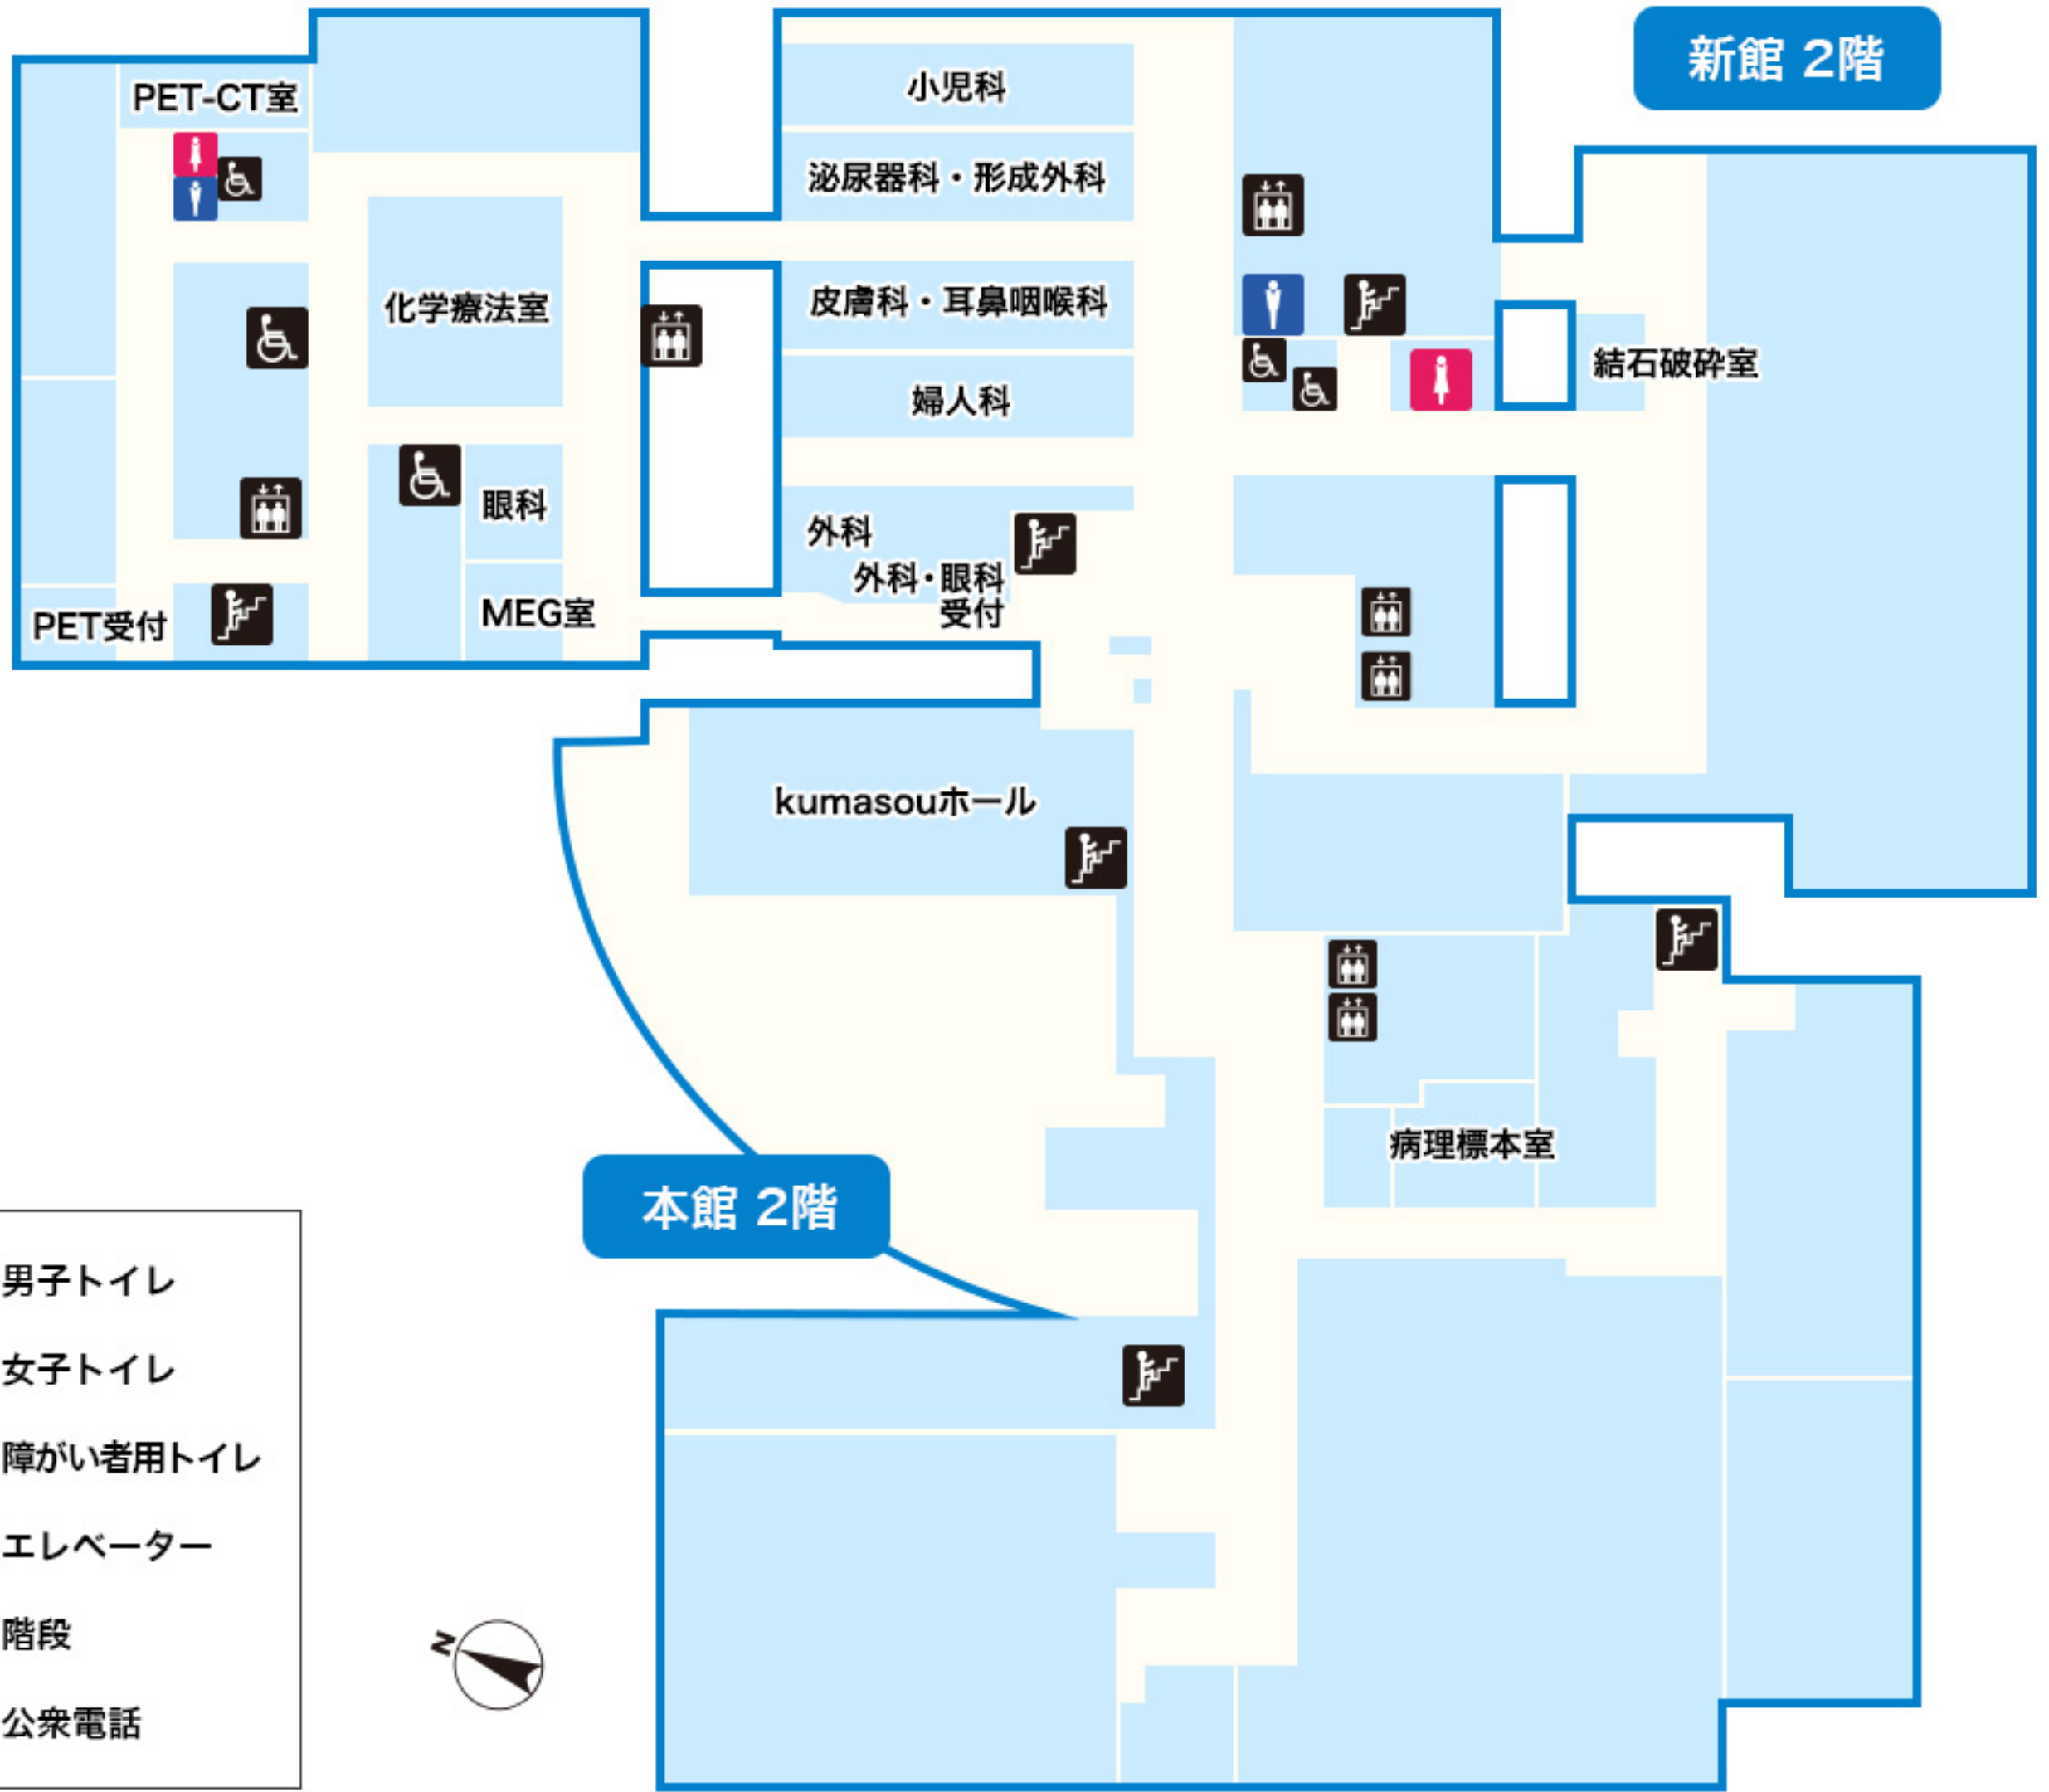 新館 2階
PET-CT室
小児科
泌尿器科・形成外科
化学療法室
皮膚科・耳鼻咽喉科
婦人科
結石破砕室
眼科
外科
外科・眼科
受付
PET受付
MEG室
kumasouホール
病理標本室
本館 2階
男子トイレ
女子トイレ
障がい者用トイレ
エレベーター
階段
公衆電話
N